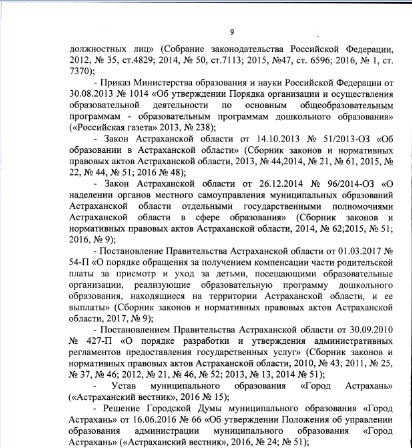 9
должностных лиц» (Собрание законодательства Российской Федерации,
2012, № 35, ст.4829; 2014, № 50, ст.7113; 2015, №47, ст. 6596; 2016, № 1, ст.
7370);
- Приказ Министерства образования и науки Российской Федерации от
30.08.2013 № 1014 «Об утверждении Порядка организации и осуществления
образовательной деятельности по основным общеобразовательным
программам - образовательным программам дошкольного образования»
(«Российская газета» 2013, № 238);
- Закон Астраханской области от 14.10.2013 № 51/2013-ОЗ «Об
образовании в Астраханской области» (Сборник законов и нормативных
правовых актов Астраханской области, 2013, № 44,2014, № 21, № 61, 2015, №
22, № 44, № 51; 2016 № 48);
- Закон Астраханской области от 26.12.2014 № 96/2014-ОЗ «О
наделении органов местного самоуправления муниципальных образований
Астраханской области отдельными государственными полномочиями
Астраханской области в сфере образования» (Сборник законов и
нормативных правовых актов Астраханской области, 2014, № 62;2015, № 51;
2016, № 9);
- Постановление Правительства Астраханской области от 01.03.2017 №
54-П «О порядке обращения за получением компенсации части родительской
платы за присмотр и уход за детьми, посещающими образовательные
организации, реализующие образовательную программу дошкольного
образования, находящиеся на территории Астраханской области, и ее
выплаты» (Сборник законов и нормативных правовых актов Астраханской
области, 2017, № 9);
- Постановлением Правительства Астраханской области от 30.09.2010
№ 427-П «О порядке разработки и утверждения административных
регламентов предоставления государственных услуг» (Сборник законов и
нормативных правовых актов Астраханской области, 2010, № 43; 2011, № 25,
№ 37, № 46; 2012, № 2, № 21, № 46, № 52; 2013, № 13, 2014 № 51);
- Устав муниципального образования «Город Астрахань»
(«Астраханский вестник», 2016 № 15);
- Решение Городской Думы муниципального образования «Город
Астрахань» от 16.06.2016 № 66 «Об утверждении Положения об управлении
образования администрации муниципального образования «Город
Астрахань» («Астраханский вестник», 2016, № 24; № 51);